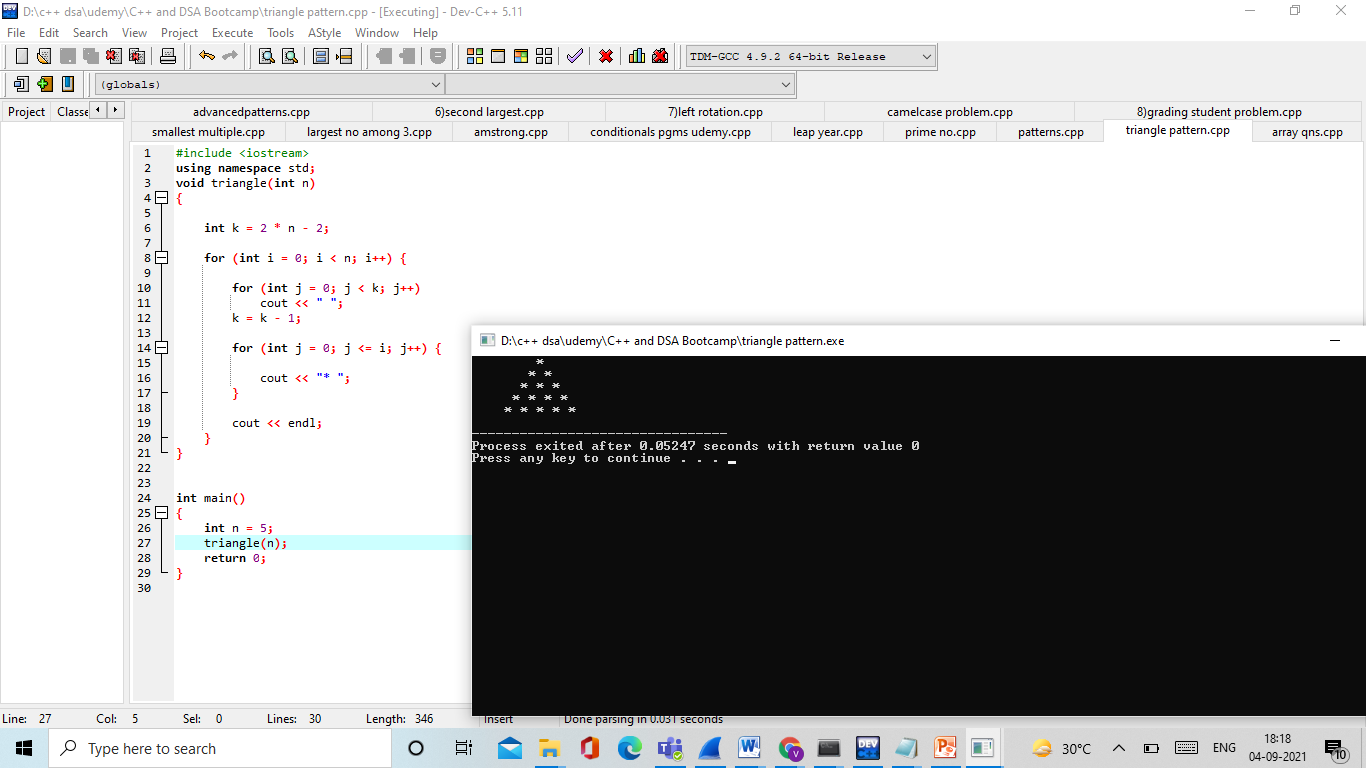 D:\c++ dsa\udemy\C++ and DSA Bootcamp\triangle pattern.cpp - [Executing] - Dev-C++ 5.11
File Edit Search View Project Execute Tools AStyle Window Help
TDM-GCC 4.9.2 64-bit Release
(globals)
Project Classe
advancedpatterns.cpp 6)second largest.cpp 7)left rotation.cpp camelcase problem.cpp 8)grading student problem.cpp
smallest multiple.cpp largest no among 3.cpp amstrong.cpp conditionals pgms udemy.cpp leap year.cpp prime no.cpp patterns.cpp triangle pattern.cpp array qns.cpp
1 #include <iostream>
2 using namespace std;
3 void triangle(int n)
4 {
5
6 int k = 2 * n - 2;
7
8 for (int i = 0; i < n; i++) {
9
10 for (int j = 0; j < k; j++)
11 cout << " ";
12 k = k - 1;
13
14 for (int j = 0; j <= i; j++) {
15
16 cout << "* ";
17 }
18
19 cout << endl;
20 }
21 }
22
23
24 int main()
25 {
26 int n = 5;
27 triangle(n);
28 return 0;
29 }
30
D:\c++ dsa\udemy\C++ and DSA Bootcamp\triangle pattern.exe
*
* *
* * *
* * * *
* * * * *
--------------------------------
Process exited after 0.05247 seconds with return value 0
Press any key to continue . . .
Line: 27 Col: 5 Sel: 0 Lines: 30 Length: 346 Insert Done parsing in 0.031 seconds
Type here to search
30°C ENG 18:18
04-09-2021
10